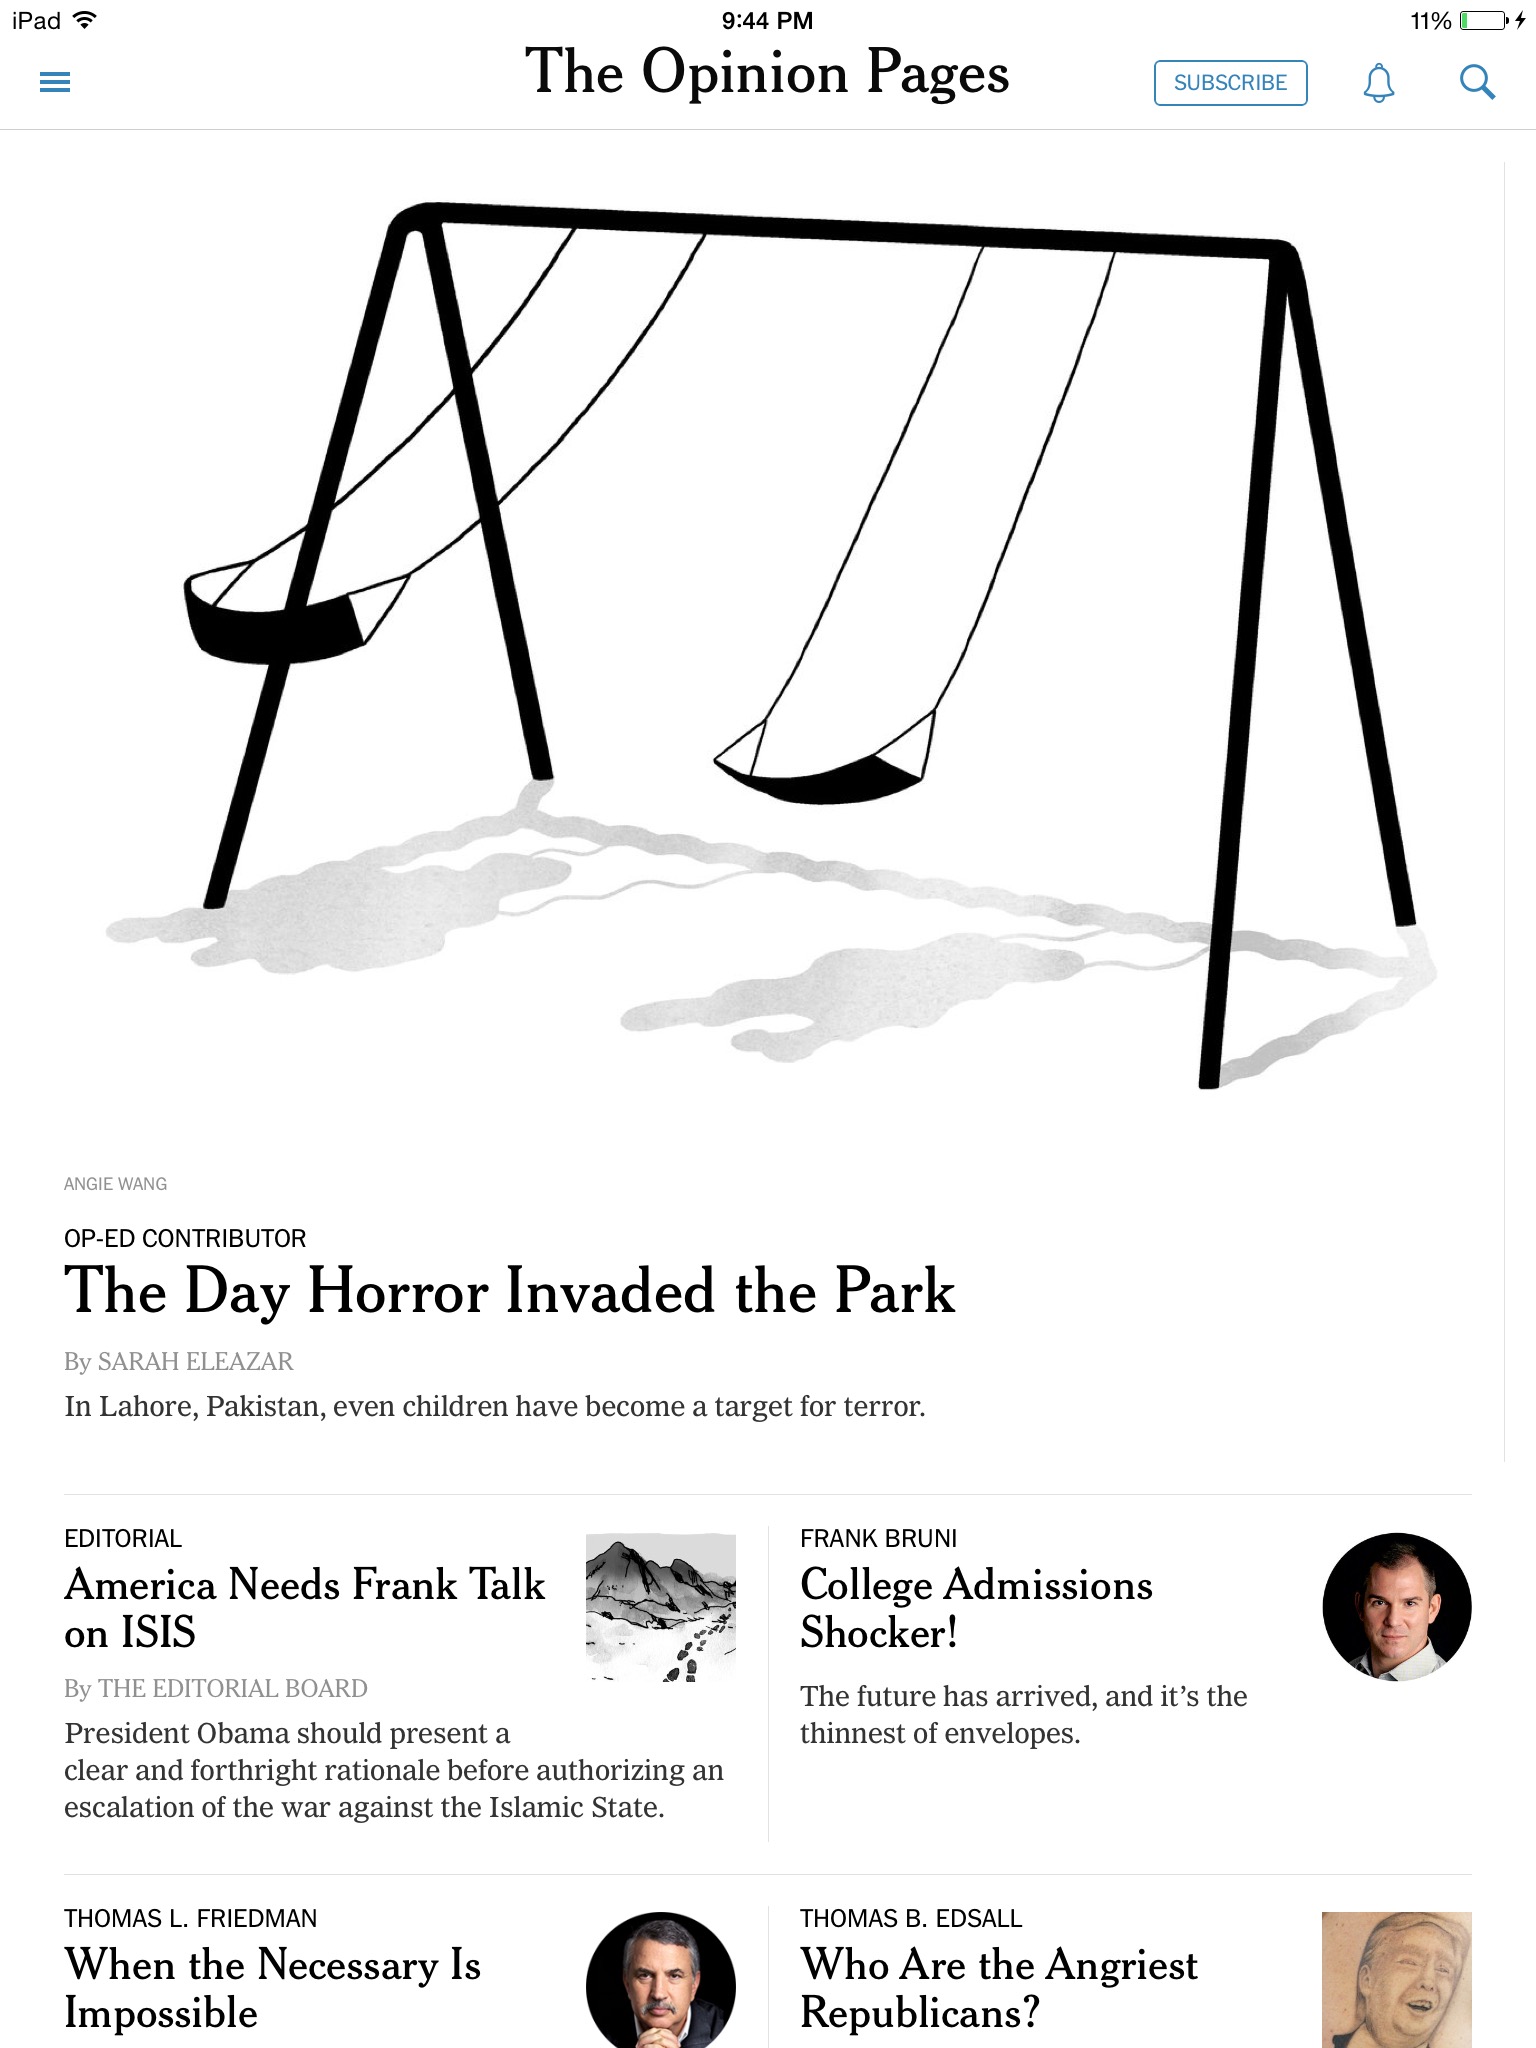 iPad 9:44 PM 11%
The Opinion Pages
SUBSCRIBE
ANGIE WANG
OP-ED CONTRIBUTOR
The Day Horror Invaded the Park
By SARAH ELEAZAR
In Lahore, Pakistan, even children have become a target for terror.
EDITORIAL
America Needs Frank Talk
on ISIS
By THE EDITORIAL BOARD
President Obama should present a
clear and forthright rationale before authorizing an
escalation of the war against the Islamic State.
FRANK BRUNI
College Admissions
Shocker!
The future has arrived, and it’s the
thinnest of envelopes.
THOMAS L. FRIEDMAN
When the Necessary Is
Impossible
THOMAS B. EDSALL
Who Are the Angriest
Republicans?